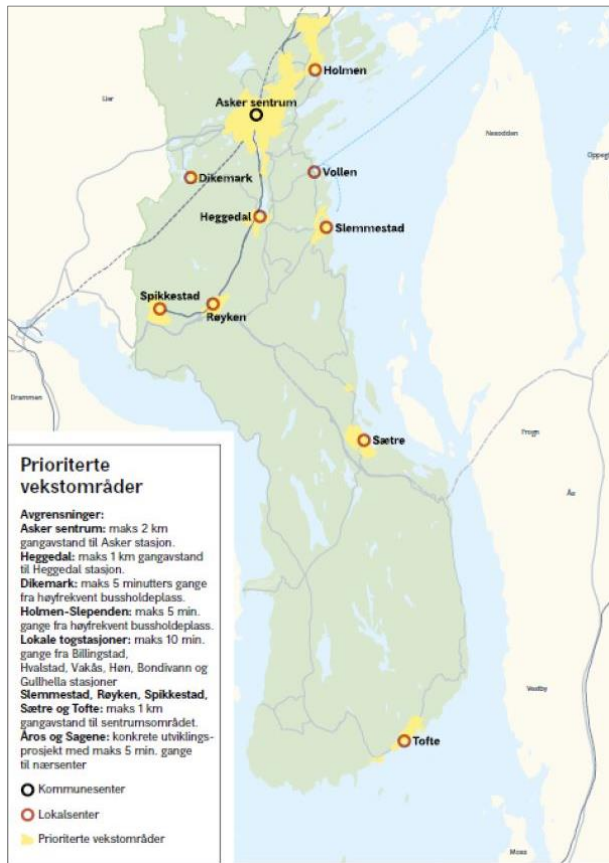 Holmen
Asker sentrum
Lier
Nesodden
Oppegård
Dikemark
Vollen
Heggedal
Slemmestad
Spikkestad
Røyken
Drammen
Frogn
Sætre
Ås
Prioriterte
vekstområder
Avgrensninger:
Asker sentrum: maks 2 km
gangavstand til Asker stasjon.
Heggedal: maks 1 km gangavstand
til Heggedal stasjon.
Dikemark: maks 5 minutters gange
fra høyfrekvent bussholdeplass.
Holmen-Slependen: maks 5 min.
gange fra høyfrekvent bussholdeplass.
Lokale togstasjoner: maks 10 min.
gange fra Billingstad,
Hvalstad, Vakås, Høn, Bondivann og
Gullhella stasjoner
Slemmestad, Røyken, Spikkestad,
Sætre og Tofte: maks 1 km
gangavstand til sentrumsområdet.
Åros og Sagene: konkrete utviklings-
prosjekt med maks 5 min. gange
til nærsenter
Kommunesenter
Lokalsenter
Prioriterte vekstområder
Vestby
Tofte
Moss